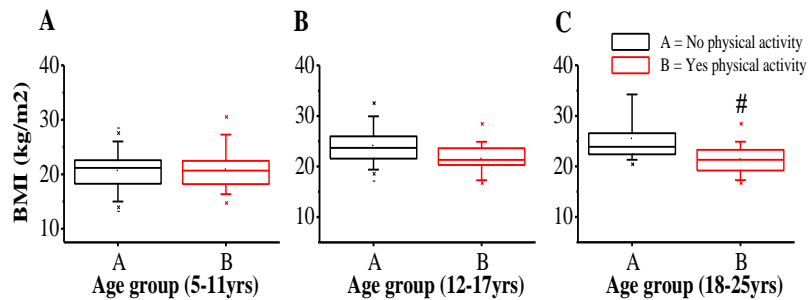 A
B
C
A = No physical activity
B = Yes physical activity
BMI (kg/m2)
40
30
20
10
40
30
20
10
40
30
20
10
#
A
B
A
B
A
B
Age group (5-11yrs)
Age group (12-17yrs)
Age group (18-25yrs)